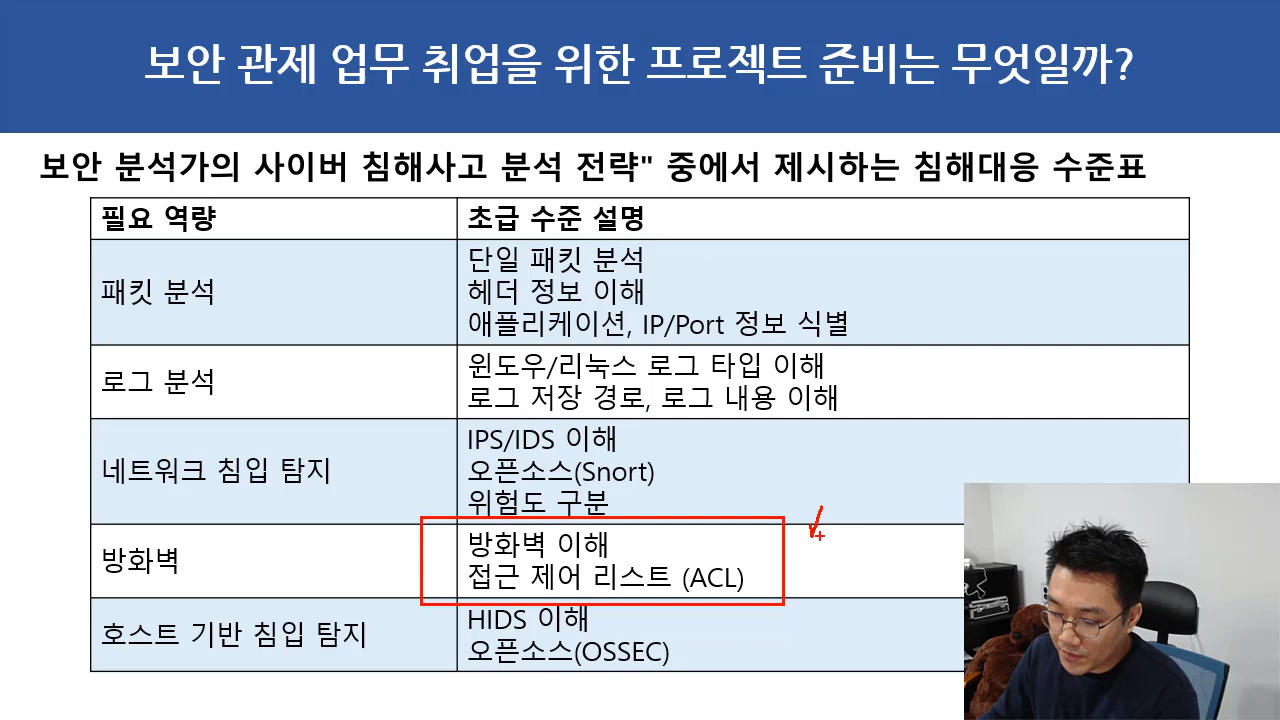 보안 관제 업무 취업을 위한 프로젝트 준비는 무엇일까?
보안 분석가의 사이버 침해사고 분석 전략" 중에서 제시하는 침해대응 수준표
필요 역량
초급 수준 설명
패킷 분석
단일 패킷 분석
헤더 정보 이해
애플리케이션, IP/Port 정보 식별
로그 분석
윈도우/리눅스 로그 타입 이해
로그 저장 경로, 로그 내용 이해
네트워크 침입 탐지
IPS/IDS 이해
오픈소스(Snort)
위험도 구분
방화벽
방화벽 이해
접근 제어 리스트 (ACL)
호스트 기반 침입 탐지
HIDS 이해
오픈소스(OSSEC)